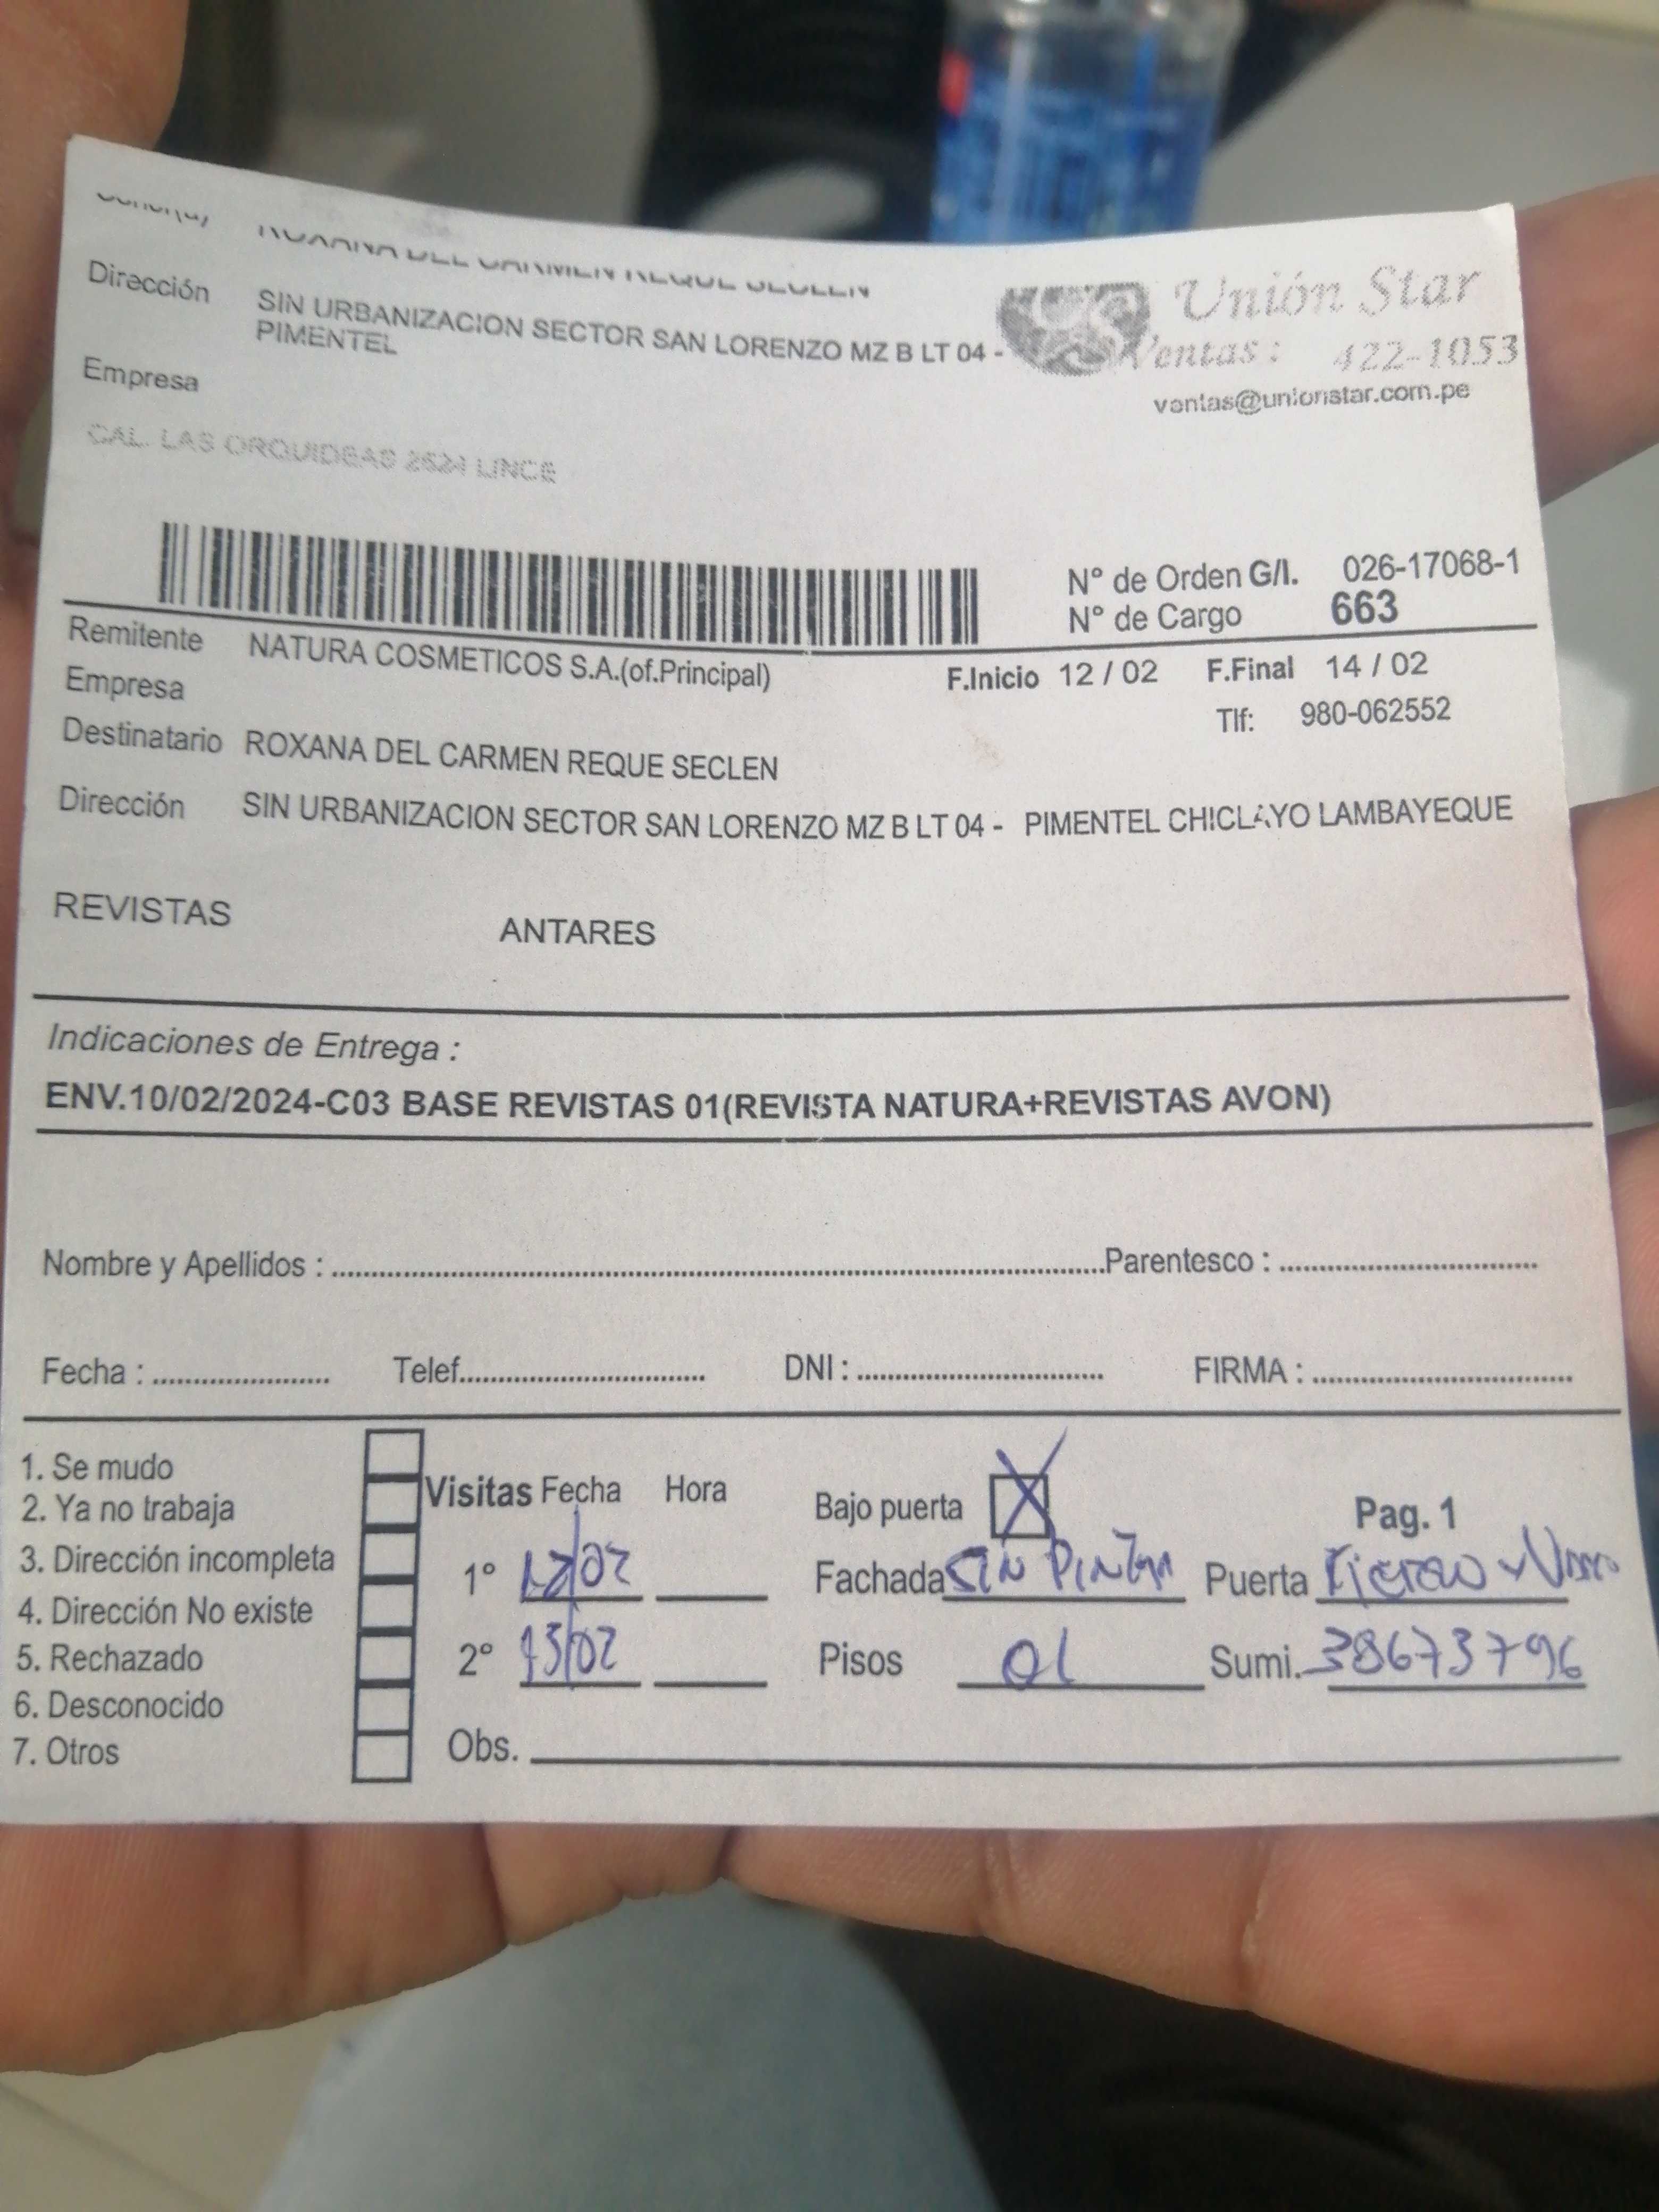 Señor(a) ROXANA DEL CARMEN REQUE SECLEN
Dirección SIN URBANIZACION SECTOR SAN LORENZO MZ B LT 04 -
PIMENTEL
Unión Star
Ventas : 422-1053
ventas@unionstar.com.pe
Empresa
CAL. LAS ORQUIDEAS LINCE
N° de Orden G/I. 026-17068-1
N° de Cargo 663
Remitente NATURA COSMETICOS S.A.(of.Principal)
F.Inicio 12 / 02 F.Final 14 / 02
Empresa
Tlf: 980-062552
Destinatario ROXANA DEL CARMEN REQUE SECLEN
Dirección SIN URBANIZACION SECTOR SAN LORENZO MZ B LT 04 - PIMENTEL CHICLAYO LAMBAYEQUE
REVISTAS ANTARES
Indicaciones de Entrega :
ENV.10/02/2024-C03 BASE REVISTAS 01(REVISTA NATURA+REVISTAS AVON)
Nombre y Apellidos : Parentesco :
Fecha : Telef. DNI : FIRMA :
1. Se mudo
2. Ya no trabaja
3. Dirección incompleta
4. Dirección No existe
5. Rechazado
6. Desconocido
7. Otros
Visitas Fecha Hora
1° 12/02
2° 13/02
Obs.
Bajo puerta X
Pag. 1
Fachada SIN PINTAR Puerta Fierro y Vidrio
Pisos 01 Sumi. 38673796